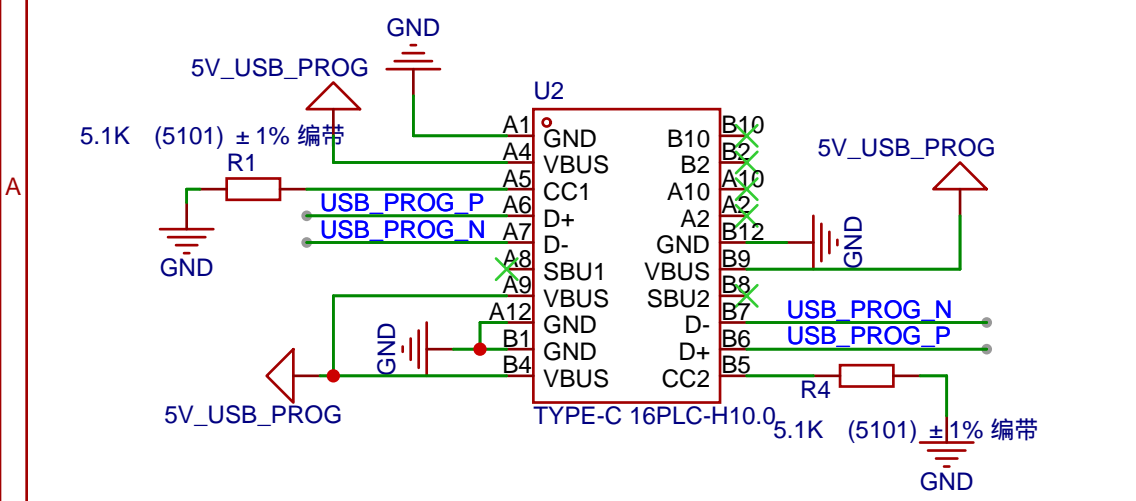 GND
5V_USB_PROG
U2
5.1K (5101) ±1% 编带
R1
A
A1
A4
A5
A6
A7
A8
A9
A12
B1
B4
GND
VBUS
CC1
D+
D-
SBU1
VBUS
GND
GND
VBUS
USB_PROG_P
USB_PROG_N
GND
GND
5V_USB_PROG
B10
B2
A10
A2
GND
VBUS
SBU2
D-
D+
CC2
B10
B2
A10
A2
B12
B9
B8
B7
B6
B5
5V_USB_PROG
GND
USB_PROG_N
USB_PROG_P
R4
TYPE-C 16PLC-H10.0
5.1K (5101) ±1% 编带
GND